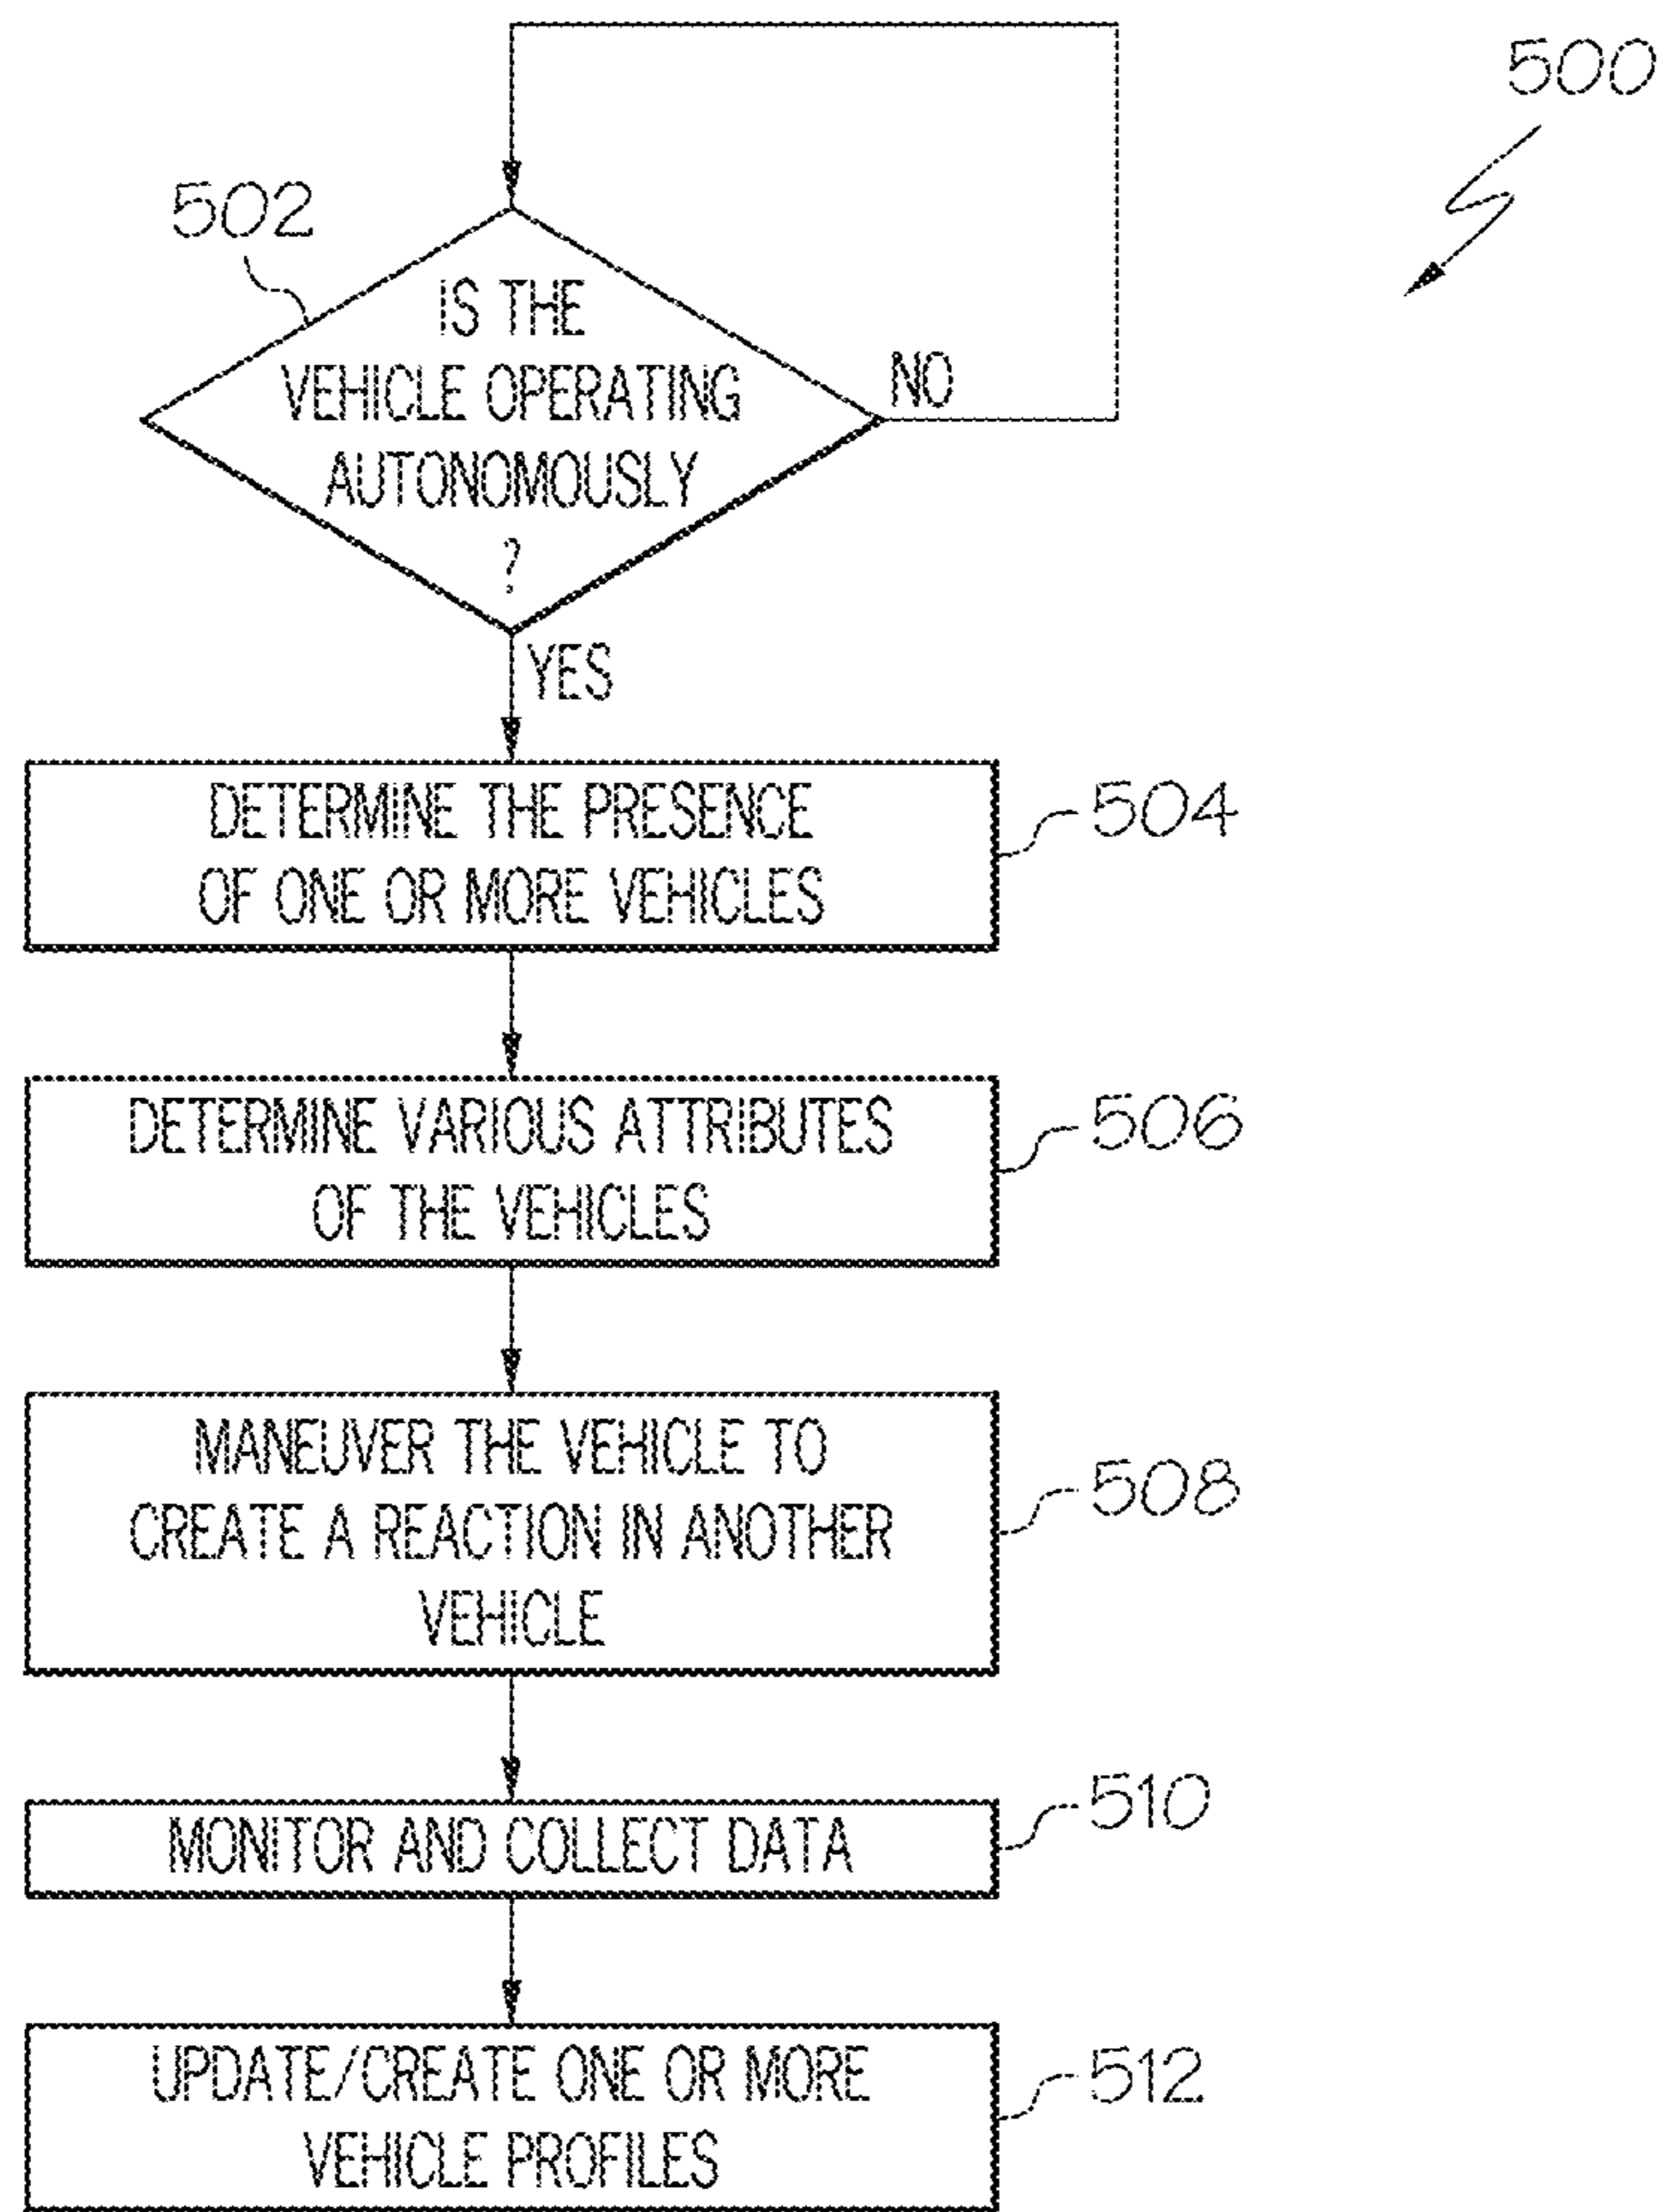 500
502
IS THE
VEHICLE OPERATING
AUTONOMOUSLY
?
NO
YES
DETERMINE THE PRESENCE
OF ONE OR MORE VEHICLES
504
DETERMINE VARIOUS ATTRIBUTES
OF THE VEHICLES
506
MANEUVER THE VEHICLE TO
CREATE A REACTION IN ANOTHER
VEHICLE
508
MONITOR AND COLLECT DATA
510
UPDATE/CREATE ONE OR MORE
VEHICLE PROFILES
512